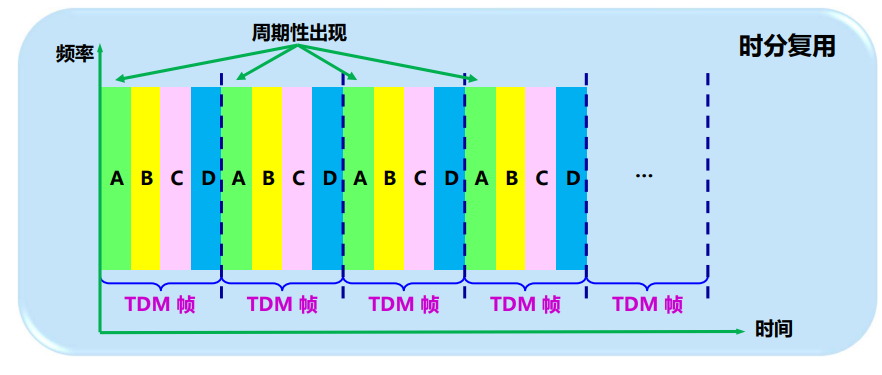 周期性出现
时分复用
频率
A B C D A B C D A B C D A B C D ...
TDM 帧 TDM 帧 TDM 帧 TDM 帧 TDM 帧
时间